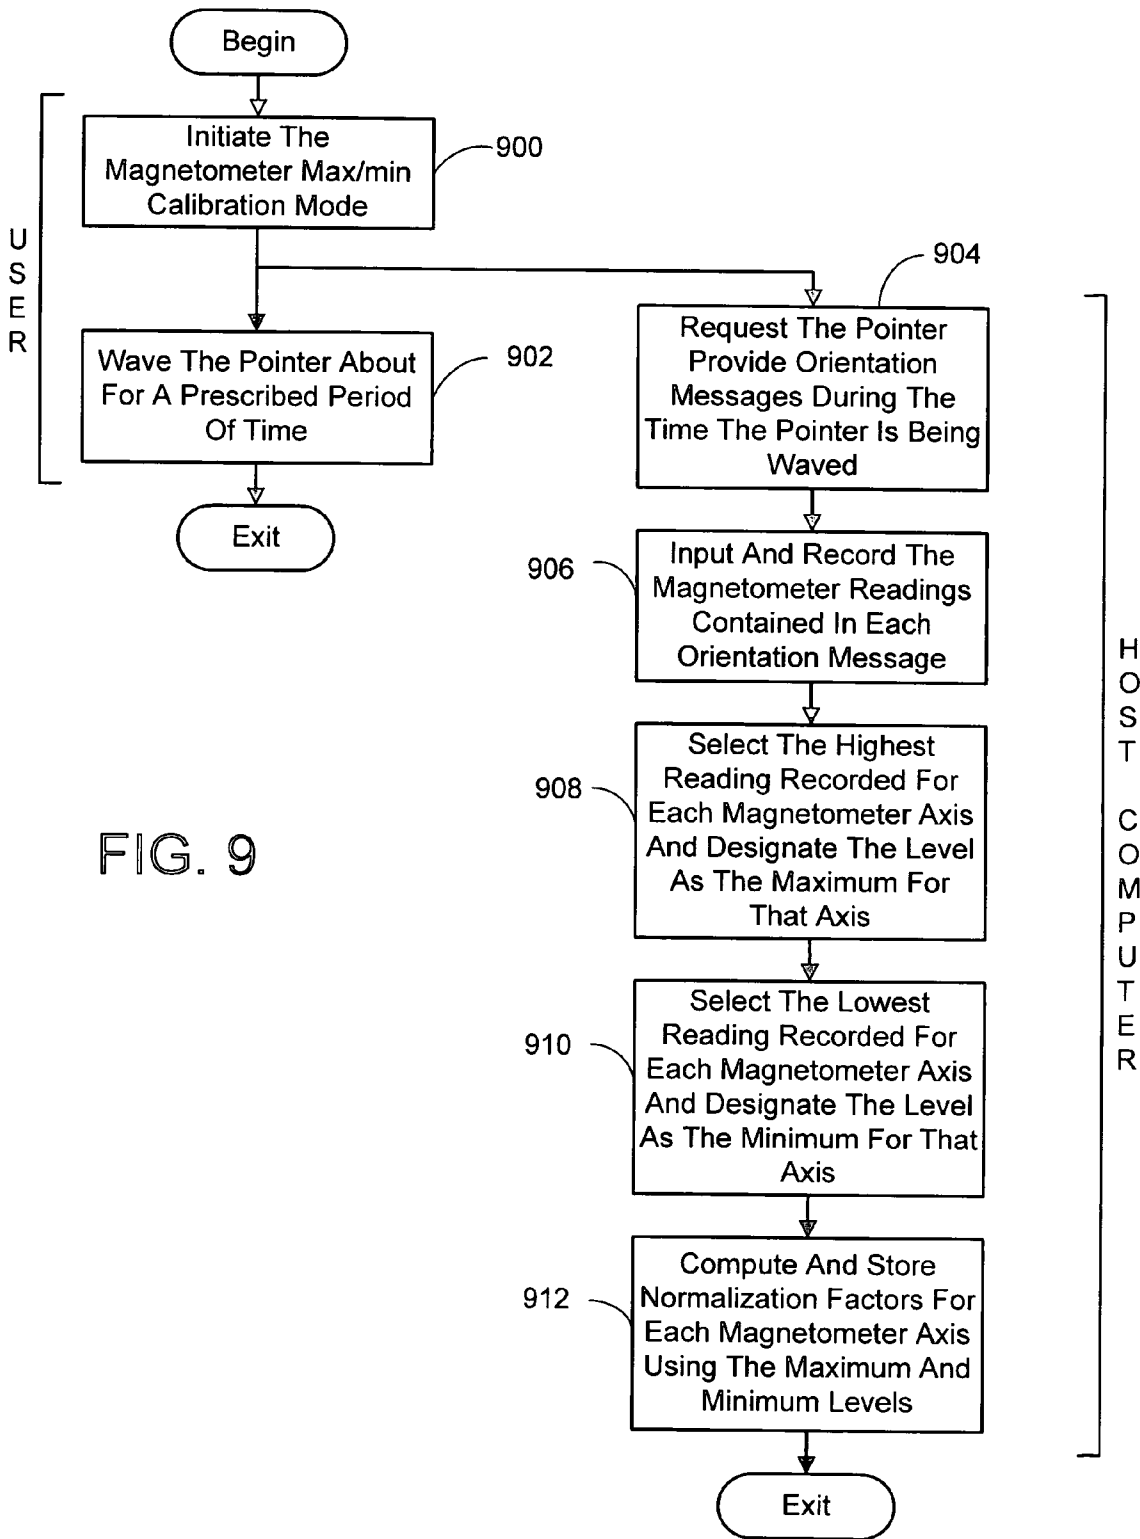 Begin
Initiate The
Magnetometer Max/min
Calibration Mode
900
USER
Wave The Pointer About
For A Prescribed Period
Of Time
902
Exit
904
Request The Pointer
Provide Orientation
Messages During The
Time The Pointer Is Being
Waved
906
Input And Record The
Magnetometer Readings
Contained In Each
Orientation Message
908
Select The Highest
Reading Recorded For
Each Magnetometer Axis
And Designate The Level
As The Maximum For
That Axis
910
Select The Lowest
Reading Recorded For
Each Magnetometer Axis
And Designate The Level
As The Minimum For That
Axis
912
Compute And Store
Normalization Factors For
Each Magnetometer Axis
Using The Maximum And
Minimum Levels
Exit
HOST COMPUTER
FIG. 9